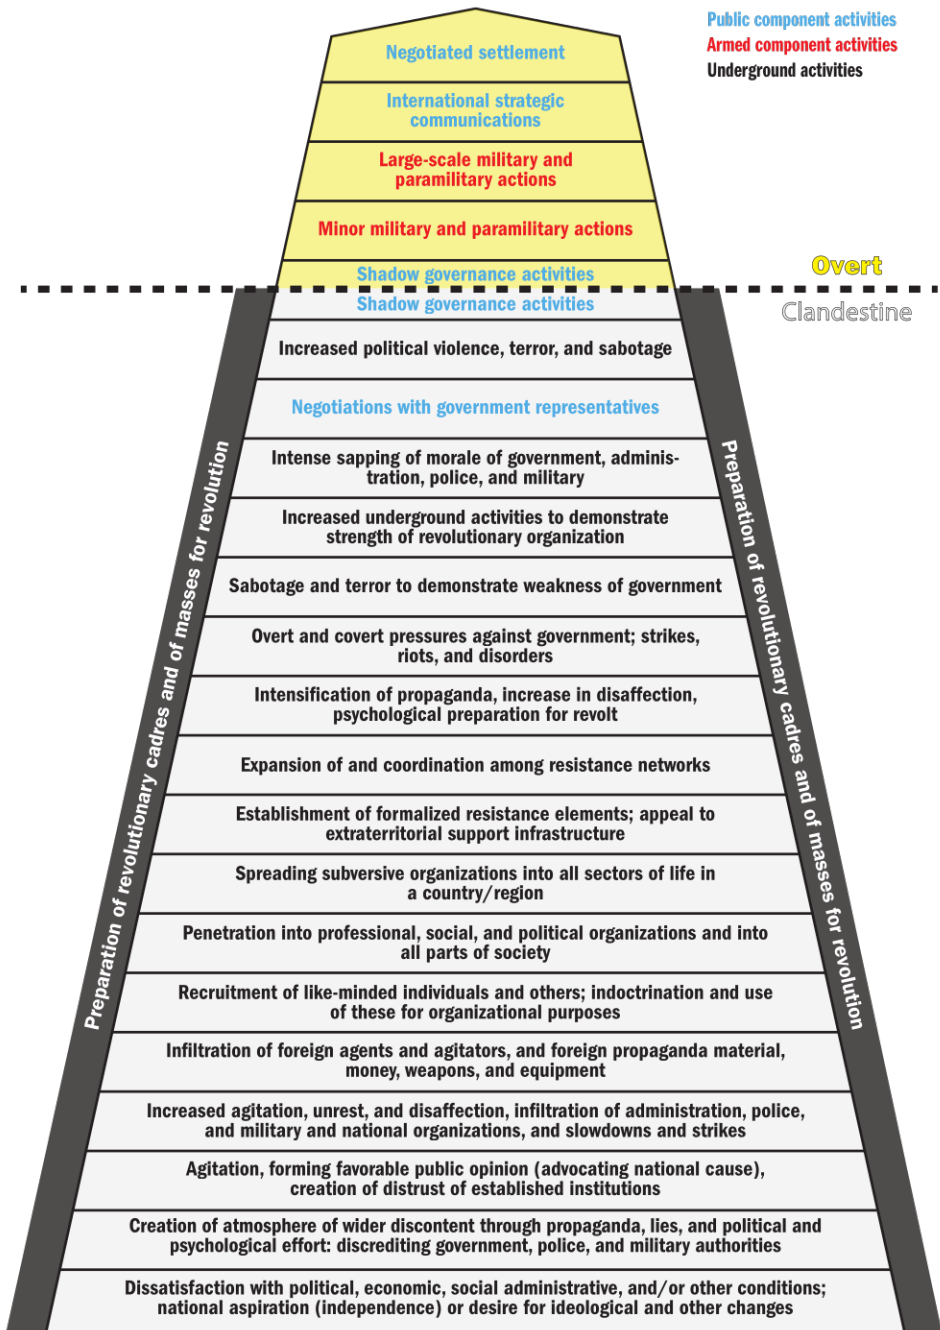 Public component activities
Armed component activities
Underground activities
Negotiated settlement
International strategic
communications
Large-scale military and
paramilitary actions
Minor military and paramilitary actions
Shadow governance activities
Overt
Clandestine
Shadow governance activities
Increased political violence, terror, and sabotage
Negotiations with government representatives
Intense sapping of morale of government, adminis-
tration, police, and military
Increased underground activities to demonstrate
strength of revolutionary organization
Sabotage and terror to demonstrate weakness of government
Overt and covert pressures against government; strikes,
riots, and disorders
Intensification of propaganda, increase in disaffection,
psychological preparation for revolt
Expansion of and coordination among resistance networks
Establishment of formalized resistance elements; appeal to
extraterritorial support infrastructure
Spreading subversive organizations into all sectors of life in
a country/region
Penetration into professional, social, and political organizations and into
all parts of society
Recruitment of like-minded individuals and others; indoctrination and use
of these for organizational purposes
Infiltration of foreign agents and agitators, and foreign propaganda material,
money, weapons, and equipment
Increased agitation, unrest, and disaffection, infiltration of administration, police,
and military and national organizations, and slowdowns and strikes
Agitation, forming favorable public opinion (advocating national cause),
creation of distrust of established institutions
Creation of atmosphere of wider discontent through propaganda, lies, and political and
psychological effort: discrediting government, police, and military authorities
Dissatisfaction with political, economic, social administrative, and/or other conditions;
national aspiration (independence) or desire for ideological and other changes
Preparation of revolutionary cadres and of masses for revolution
Preparation of revolutionary cadres and of masses for revolution